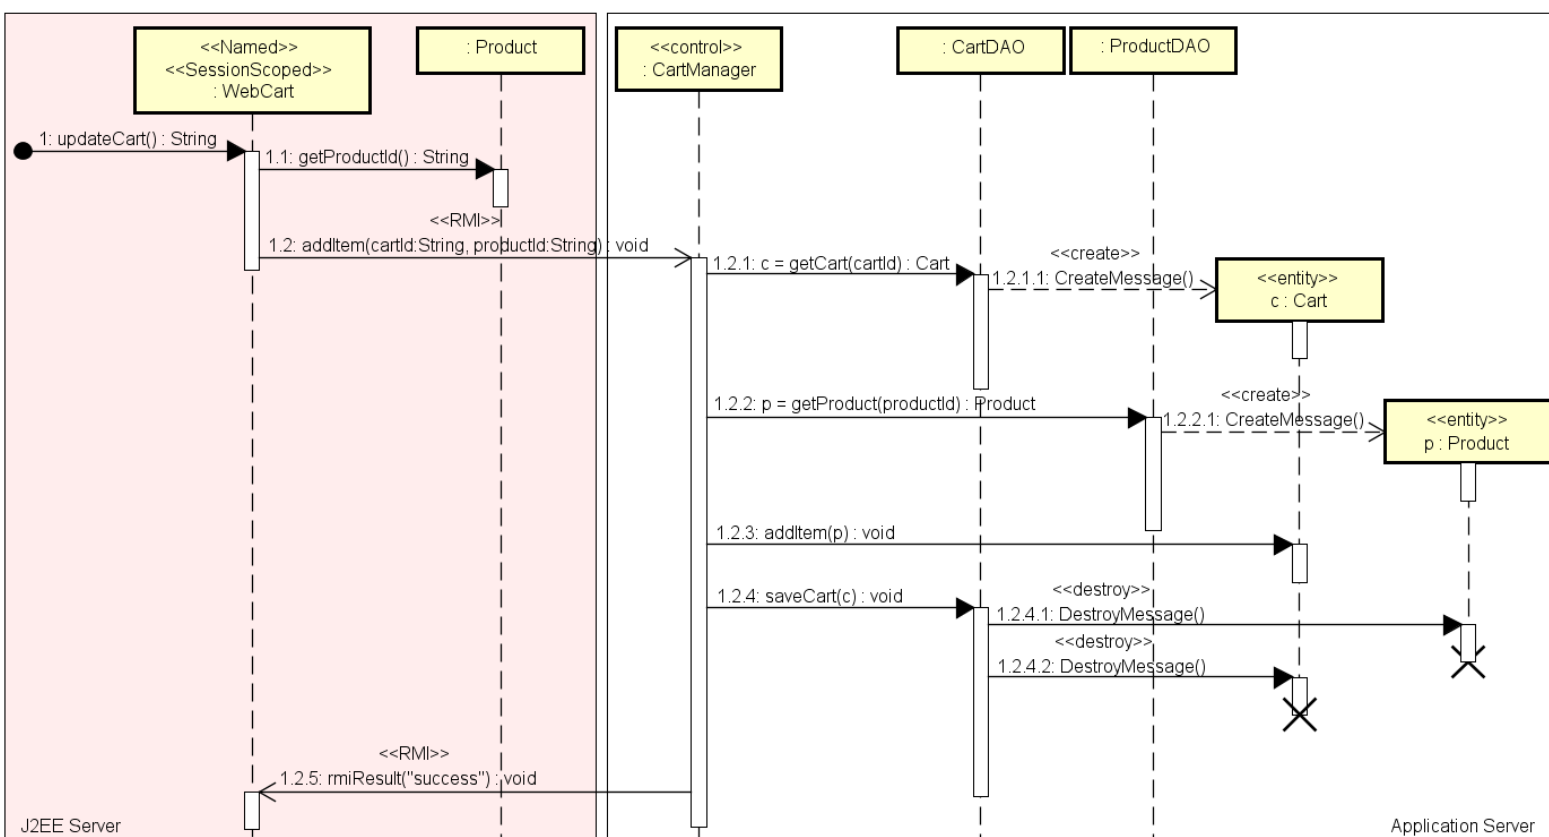 <<Named>>
<<SessionScoped>>
: WebCart
: Product
<<control>>
: CartManager
: CartDAO
: ProductDAO
1: updateCart() : String
1.1: getProductId() : String
<<RMI>>
1.2: addItem(cartId:String, productId:String) : void
1.2.1: c = getCart(cartId) : Cart
<<create>>
1.2.1.1: CreateMessage()
<<entity>>
c : Cart
1.2.2: p = getProduct(productId) : Product
<<create>>
1.2.2.1: CreateMessage()
<<entity>>
p : Product
1.2.3: addItem(p) : void
1.2.4: saveCart(c) : void
<<destroy>>
1.2.4.1: DestroyMessage()
<<destroy>>
1.2.4.2: DestroyMessage()
<<RMI>>
1.2.5: rmiResult("success") : void
J2EE Server
Application Server